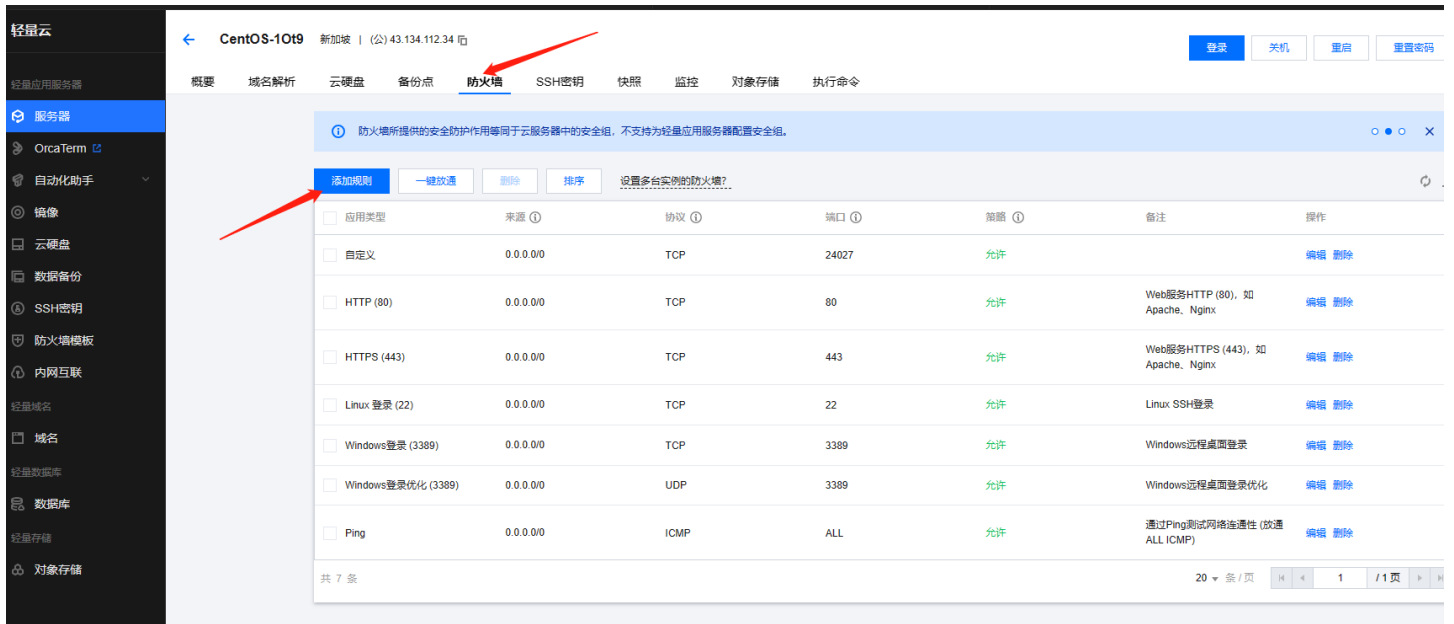 轻量云
CentOS-1Ot9 新加坡 | (公) 43.134.112.34
登录 关机 重启 重置密码
概要 域名解析 云硬盘 备份点 防火墙 SSH密钥 快照 监控 对象存储 执行命令
轻量应用服务器
服务器
OrcaTerm
自动化助手
镜像
云硬盘
数据备份
SSH密钥
防火墙模板
内网互联
轻量域名
域名
轻量数据库
数据库
轻量存储
对象存储
防火墙所提供的安全防护作用等同于云服务器中的安全组，不支持为轻量应用服务器配置安全组。
添加规则 一键放通 删除 排序 设置多台实例的防火墙?
应用类型 来源 协议 端口 策略 备注 操作
自定义 0.0.0.0/0 TCP 24027 允许 编辑 删除
HTTP (80) 0.0.0.0/0 TCP 80 允许 Web服务HTTP (80)，如
Apache、Nginx 编辑 删除
HTTPS (443) 0.0.0.0/0 TCP 443 允许 Web服务HTTPS (443)，如
Apache、Nginx 编辑 删除
Linux 登录 (22) 0.0.0.0/0 TCP 22 允许 Linux SSH登录 编辑 删除
Windows登录 (3389) 0.0.0.0/0 TCP 3389 允许 Windows远程桌面登录 编辑 删除
Windows登录优化 (3389) 0.0.0.0/0 UDP 3389 允许 Windows远程桌面登录优化 编辑 删除
Ping 0.0.0.0/0 ICMP ALL 允许 通过Ping测试网络连通性 (放通
ALL ICMP) 编辑 删除
共 7 条 20 条 / 页 1 / 1 页